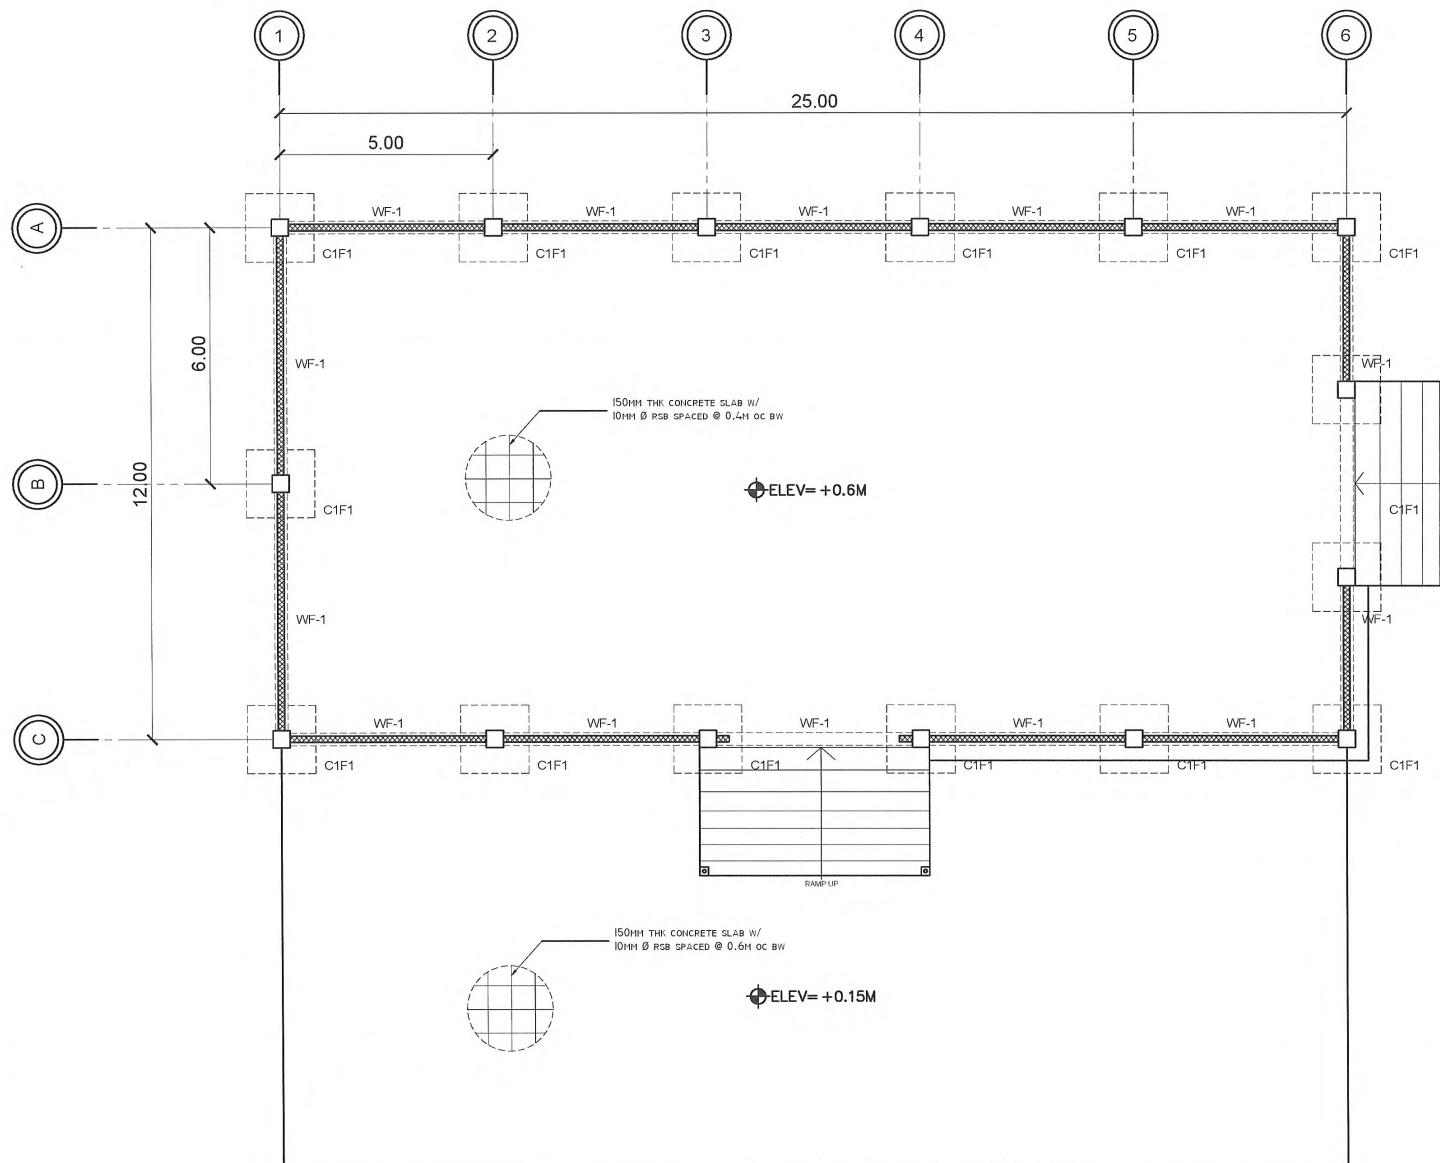 1 2 3 4 5 6
25.00
5.00
A
WF-1 WF-1 WF-1 WF-1 WF-1
C1F1 C1F1 C1F1 C1F1 C1F1 C1F1
6.00
WF-1 WF-1
150MM THK CONCRETE SLAB W/
10MM Ø RSB SPACED @ 0.4M OC BW
12.00
B
ELEV= +0.6M
C1F1 C1F1
WF-1 WF-1
C
WF-1 WF-1 WF-1 WF-1 WF-1
C1F1 C1F1 C1F1 C1F1 C1F1 C1F1
RAMP UP
150MM THK CONCRETE SLAB W/
10MM Ø RSB SPACED @ 0.6M OC BW
ELEV= +0.15M